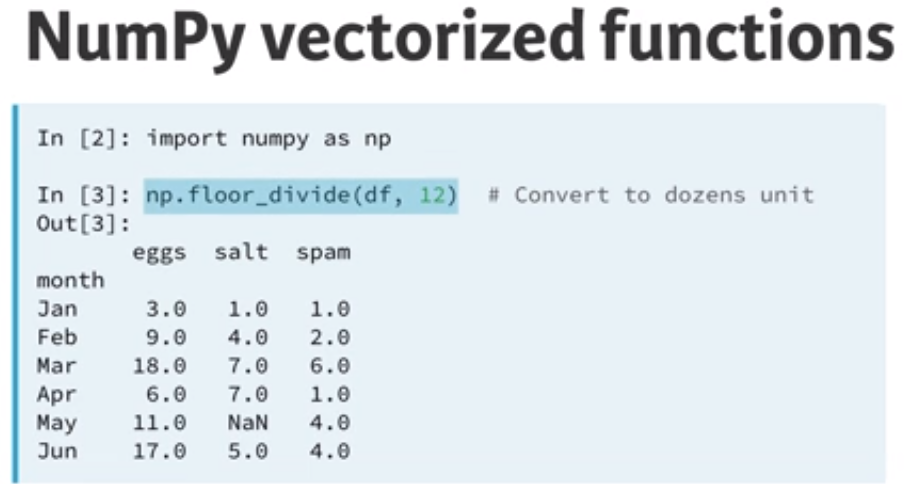 NumPy vectorized functions
In [2]: import numpy as np
In [3]: np.floor_divide(df, 12)  # Convert to dozens unit
Out[3]:
       eggs  salt  spam
month
Jan     3.0   1.0   1.0
Feb     9.0   4.0   2.0
Mar    18.0   7.0   6.0
Apr     6.0   7.0   1.0
May    11.0   NaN   4.0
Jun    17.0   5.0   4.0